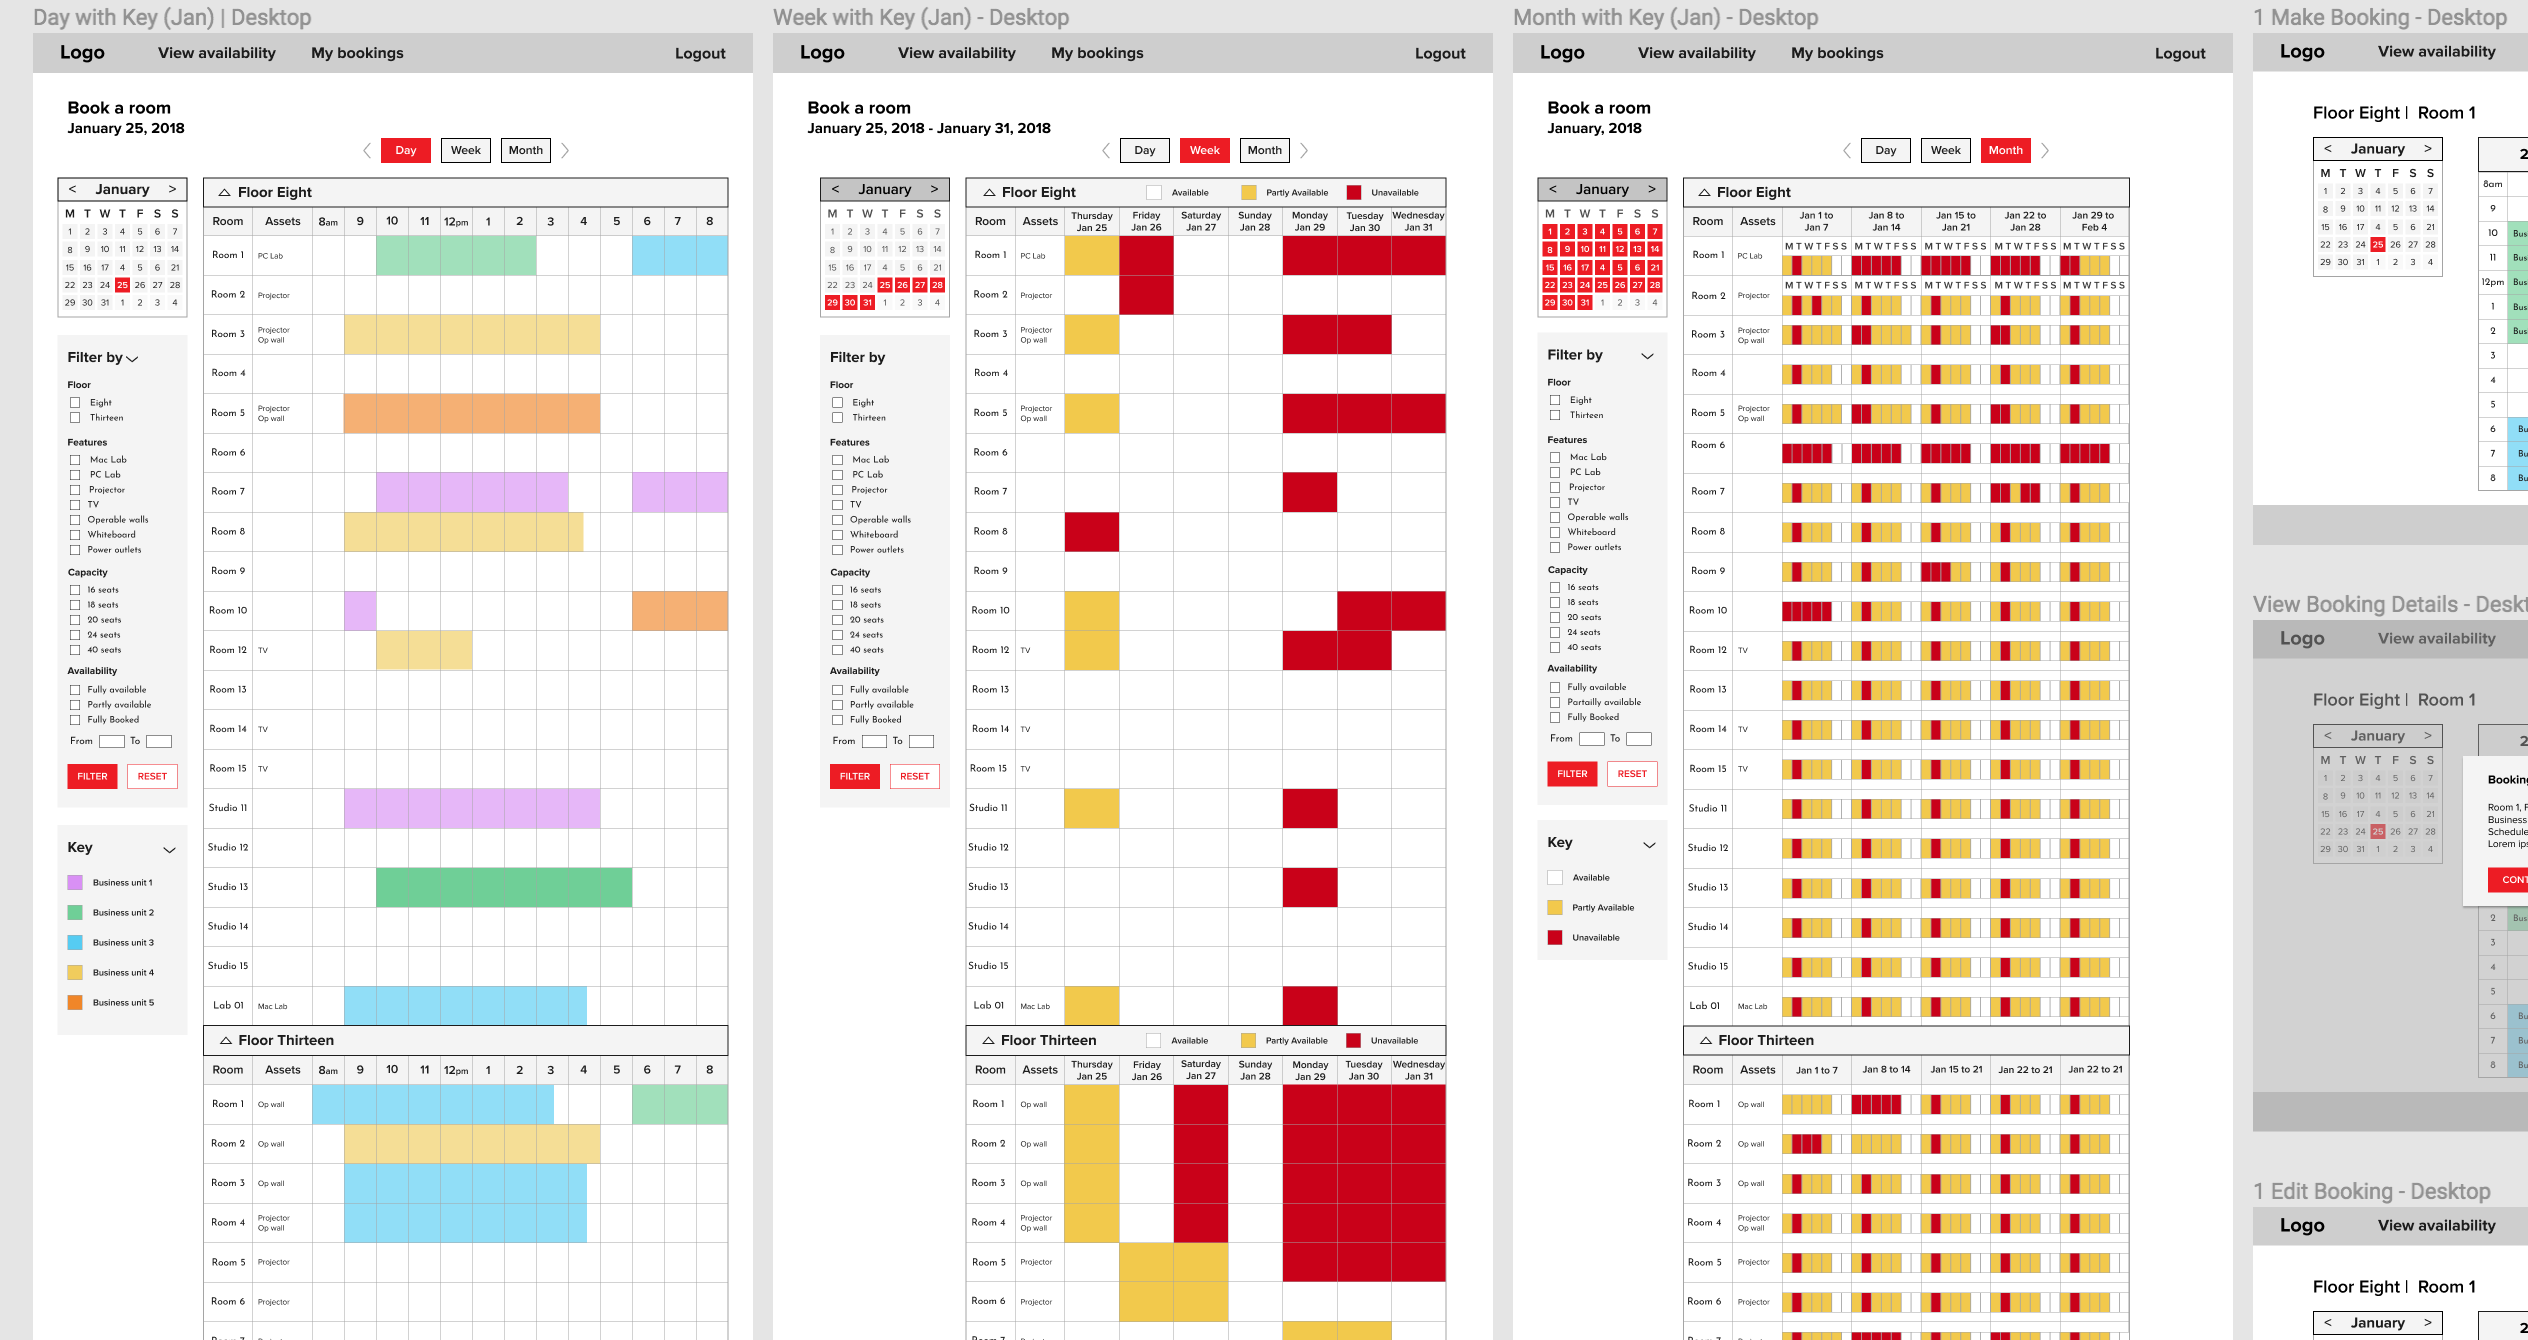 Day with Key (Jan) | Desktop
Logo View availability My bookings Logout
Book a room
January 25, 2018
Day Week Month
< January >
M T W T F S S
1 2 3 4 5 6 7
8 9 10 11 12 13 14
15 16 17 4 5 6 21
22 23 24 25 26 27 28
29 30 31 1 2 3 4
Filter by
Floor
Eight
Thirteen
Features
Mac Lab
PC Lab
Projector
TV
Operable walls
Whiteboard
Power outlets
Capacity
16 seats
18 seats
20 seats
24 seats
40 seats
Availability
Fully available
Partly available
Fully Booked
From To
FILTER RESET
Key
Business unit 1
Business unit 2
Business unit 3
Business unit 4
Business unit 5
Floor Eight
Room Assets 8am 9 10 11 12pm 1 2 3 4 5 6 7 8
Room 1 PC Lab
Room 2 Projector
Room 3 Projector
Op wall
Room 4
Room 5 Projector
Op wall
Room 6
Room 7
Room 8
Room 9
Room 10
Room 12 TV
Room 13
Room 14 TV
Room 15 TV
Studio 11
Studio 12
Studio 13
Studio 14
Studio 15
Lab 01 Mac Lab
Floor Thirteen
Room Assets 8am 9 10 11 12pm 1 2 3 4 5 6 7 8
Room 1 Op wall
Room 2 Op wall
Room 3 Op wall
Room 4 Projector
Op wall
Room 5 Projector
Room 6 Projector
Week with Key (Jan) - Desktop
Logo View availability My bookings Logout
Book a room
January 25, 2018 - January 31, 2018
Day Week Month
< January >
M T W T F S S
1 2 3 4 5 6 7
8 9 10 11 12 13 14
15 16 17 4 5 6 21
22 23 24 25 26 27 28
29 30 31 1 2 3 4
Filter by
Floor
Eight
Thirteen
Features
Mac Lab
PC Lab
Projector
TV
Operable walls
Whiteboard
Power outlets
Capacity
16 seats
18 seats
20 seats
24 seats
40 seats
Availability
Fully available
Partly available
Fully Booked
From To
FILTER RESET
Floor Eight Available Partly Available Unavailable
Room Assets Thursday Friday Saturday Sunday Monday Tuesday Wednesday
Jan 25 Jan 26 Jan 27 Jan 28 Jan 29 Jan 30 Jan 31
Room 1 PC Lab
Room 2 Projector
Room 3 Projector
Op wall
Room 4
Room 5 Projector
Op wall
Room 6
Room 7
Room 8
Room 9
Room 10
Room 12 TV
Room 13
Room 14 TV
Room 15 TV
Studio 11
Studio 12
Studio 13
Studio 14
Studio 15
Lab 01 Mac Lab
Floor Thirteen Available Partly Available Unavailable
Room Assets Thursday Friday Saturday Sunday Monday Tuesday Wednesday
Jan 25 Jan 26 Jan 27 Jan 28 Jan 29 Jan 30 Jan 31
Room 1 Op wall
Room 2 Op wall
Room 3 Op wall
Room 4 Projector
Op wall
Room 5 Projector
Room 6 Projector
Month with Key (Jan) - Desktop
Logo View availability My bookings Logout
Book a room
January, 2018
Day Week Month
< January >
M T W T F S S
1 2 3 4 5 6 7
8 9 10 11 12 13 14
15 16 17 4 5 6 21
22 23 24 25 26 27 28
29 30 31 1 2 3 4
Filter by
Floor
Eight
Thirteen
Features
Mac Lab
PC Lab
Projector
TV
Operable walls
Whiteboard
Power outlets
Capacity
16 seats
18 seats
20 seats
24 seats
40 seats
Availability
Fully available
Partailly available
Fully Booked
From To
FILTER RESET
Key
Available
Partly Available
Unavailable
Floor Eight
Room Assets Jan 1 to Jan 8 to Jan 15 to Jan 22 to Jan 29 to
Jan 7 Jan 14 Jan 21 Jan 28 Feb 4
M T W T F S S M T W T F S S M T W T F S S M T W T F S S M T W T F S S
Room 1 PC Lab
M T W T F S S M T W T F S S M T W T F S S M T W T F S S M T W T F S S
Room 2 Projector
Room 3 Projector
Op wall
Room 4
Room 5 Projector
Op wall
Room 6
Room 7
Room 8
Room 9
Room 10
Room 12 TV
Room 13
Room 14 TV
Room 15 TV
Studio 11
Studio 12
Studio 13
Studio 14
Studio 15
Lab 01 Mac Lab
Floor Thirteen
Room Assets Jan 1 to 7 Jan 8 to 14 Jan 15 to 21 Jan 22 to 21 Jan 22 to 21
Room 1 Op wall
Room 2 Op wall
Room 3 Op wall
Room 4 Projector
Op wall
Room 5 Projector
Room 6 Projector
1 Make Booking - Desktop
Logo View availability
Floor Eight | Room 1
< January >
M T W T F S S
1 2 3 4 5 6 7
8 9 10 11 12 13 14
15 16 17 4 5 6 21
22 23 24 25 26 27 28
29 30 31 1 2 3 4
2
8am
9
10 Bus
11 Bus
12pm Bus
1 Bus
2 Bus
3
4
5
6 Bu
7 Bu
8 Bu
View Booking Details - Deskt
Logo View availability
Floor Eight | Room 1
< January >
M T W T F S S
1 2 3 4 5 6 7
8 9 10 11 12 13 14
15 16 17 4 5 6 21
22 23 24 25 26 27 28
29 30 31 1 2 3 4
2
Booking
Room 1, F
Business
Schedule
Lorem ips
CONT
2 Bus
3
4
5
6 Bu
7 Bu
8 Bu
1 Edit Booking - Desktop
Logo View availability
Floor Eight | Room 1
< January >
2